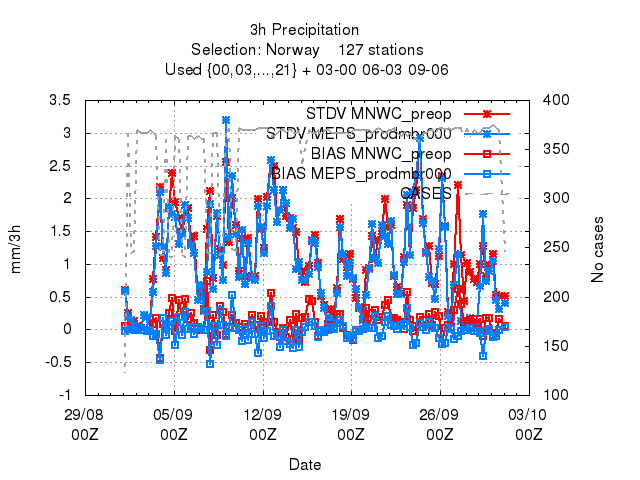 3h Precipitation
Selection: Norway 127 stations
Used {00,03,...,21} + 03-00 06-03 09-06
3.5
3
2.5
2
1.5
1
0.5
0
-0.5
-1
mm/3h
400
350
300
250
200
150
100
No cases
STDV MNWC_preop
STDV MEPS_prodmbr000
BIAS MNWC_preop
BIAS MEPS_prodmbr000
CASES
29/08 05/09 12/09 19/09 26/09 03/10
00Z 00Z 00Z 00Z 00Z 00Z
Date